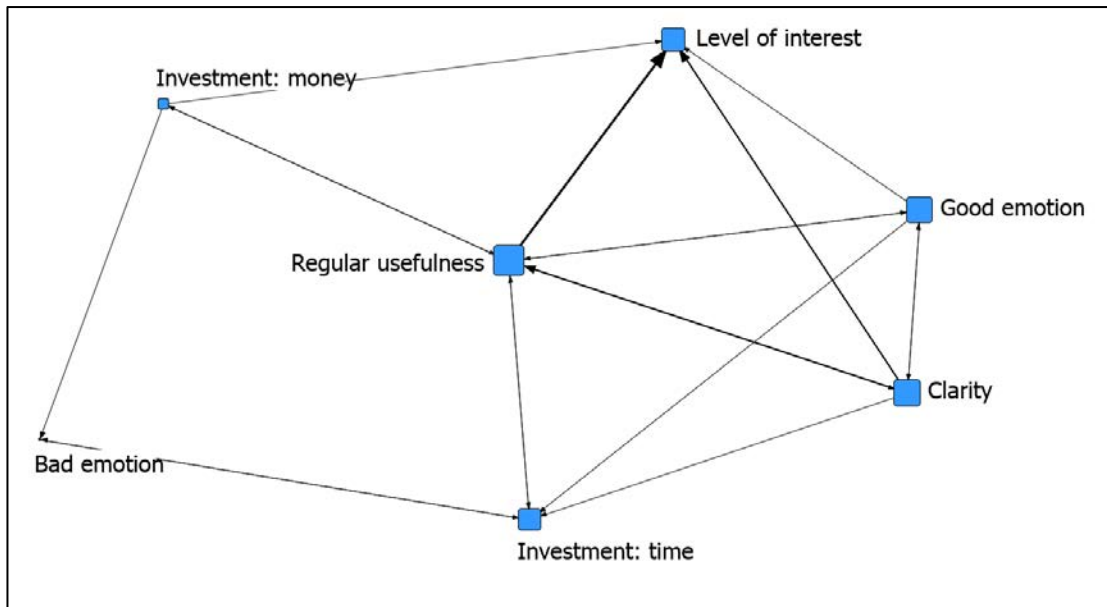 Level of interest
Investment: money
Good emotion
Regular usefulness
Clarity
Bad emotion
Investment: time